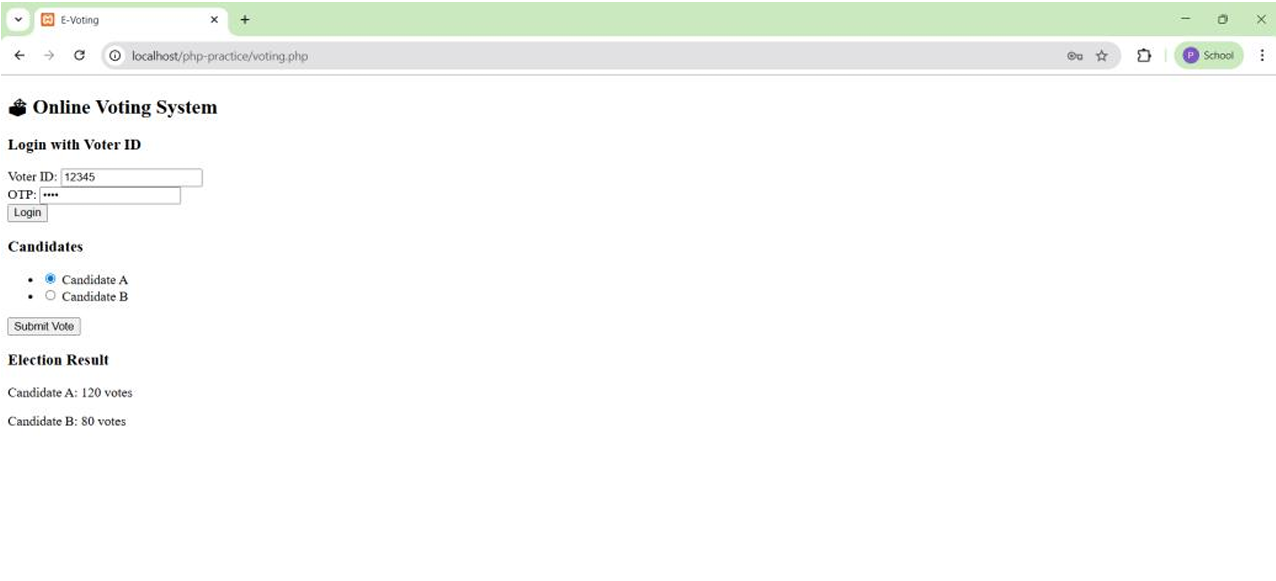 E-Voting
localhost/php-practice/voting.php
P School
Online Voting System
Login with Voter ID
Voter ID: 12345
OTP: ••••
Login
Candidates
• Candidate A
• Candidate B
Submit Vote
Election Result
Candidate A: 120 votes
Candidate B: 80 votes